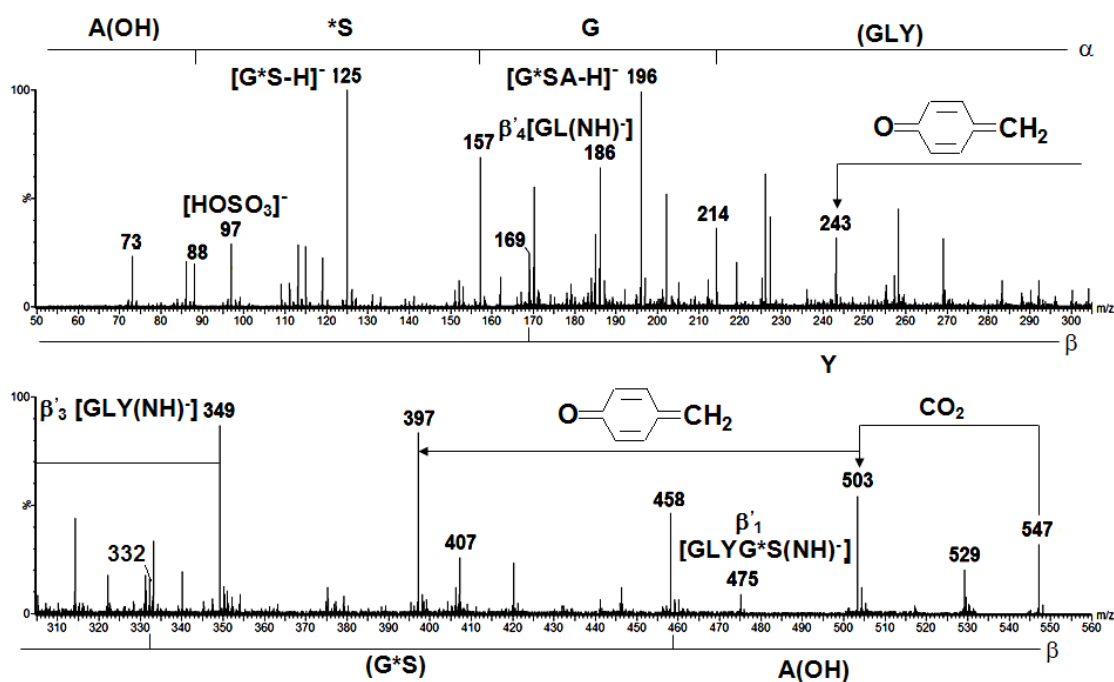 A(OH) *S G (GLY) α
[G*S-H]⁻ 125 [G*SA-H]⁻ 196
100
β'₄[GL(NH)⁻]
157 186
O CH₂
%
[HOSO₃]⁻
97 214 243
73 88 169
0
50 60 70 80 90 100 110 120 130 140 150 160 170 180 190 200 210 220 230 240 250 260 270 280 290 300 m/z
β
Y
100
β'₃ [GLY(NH)⁻] 349 397 O CH₂ CO₂
503
%
458 β'₁ 547
[GLYG*S(NH)⁻]
332 407 475 529
0
310 320 330 340 350 360 370 380 390 400 410 420 430 440 450 460 470 480 490 500 510 520 530 540 550 560 m/z
(G*S) A(OH) β